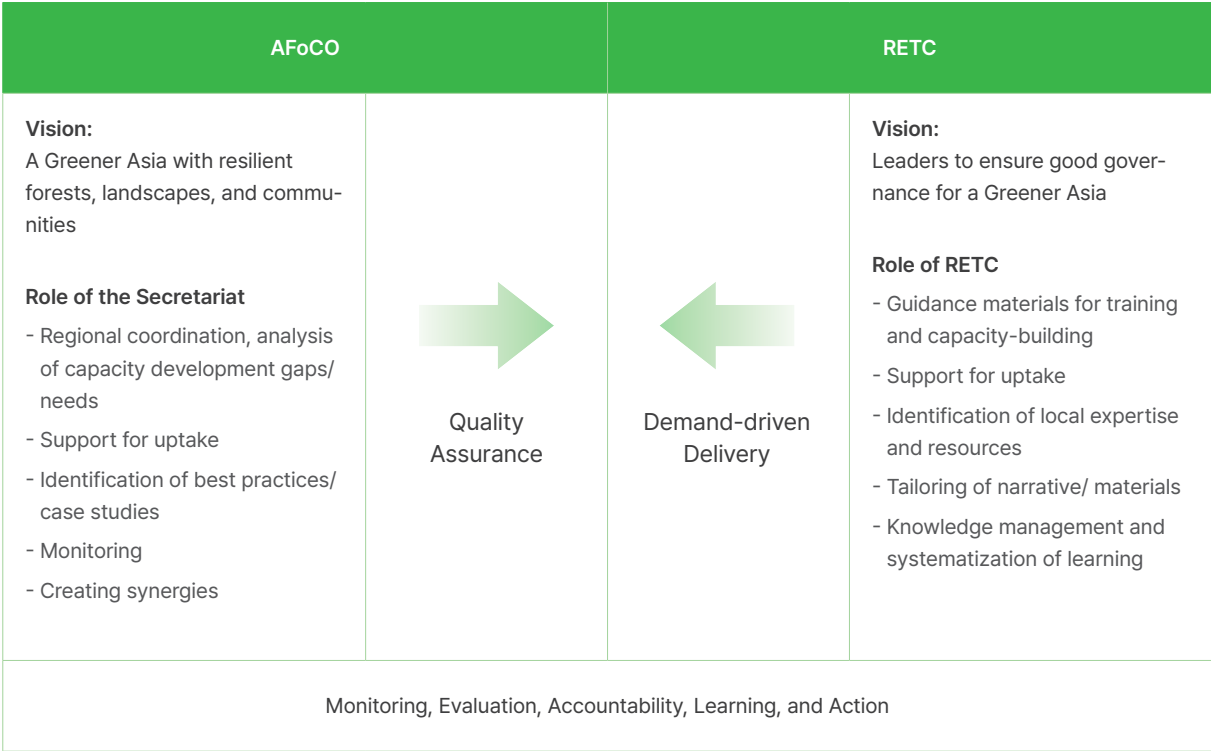 AFoCO
RETC
Vision:
A Greener Asia with resilient
forests, landscapes, and commu-
nities
Role of the Secretariat
- Regional coordination, analysis
of capacity development gaps/
needs
- Support for uptake
- Identification of best practices/
case studies
- Monitoring
- Creating synergies
Quality
Assurance
Demand-driven
Delivery
Vision:
Leaders to ensure good gover-
nance for a Greener Asia
Role of RETC
- Guidance materials for training
and capacity-building
- Support for uptake
- Identification of local expertise
and resources
- Tailoring of narrative/ materials
- Knowledge management and
systematization of learning
Monitoring, Evaluation, Accountability, Learning, and Action